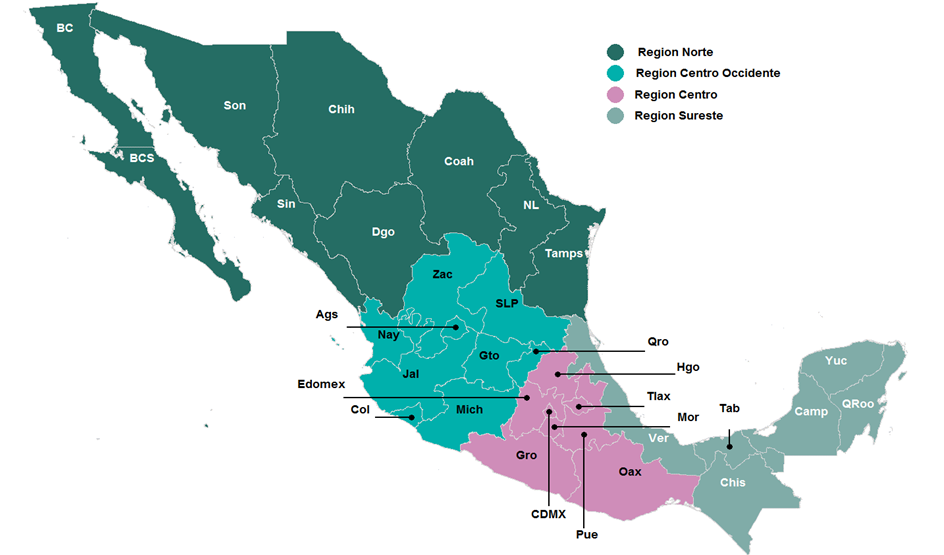 BC
Region Norte
Region Centro Occidente
Region Centro
Region Sureste
Son
Chih
BCS
Coah
Sin
NL
Dgo
Tamps
Zac
SLP
Ags
Nay
Qro
Gto
Yuc
Hgo
Jal
Edomex
Tlax
QRoo
Col
Mich
Tab
Camp
Mor
Ver
Gro
Oax
Chis
CDMX
Pue